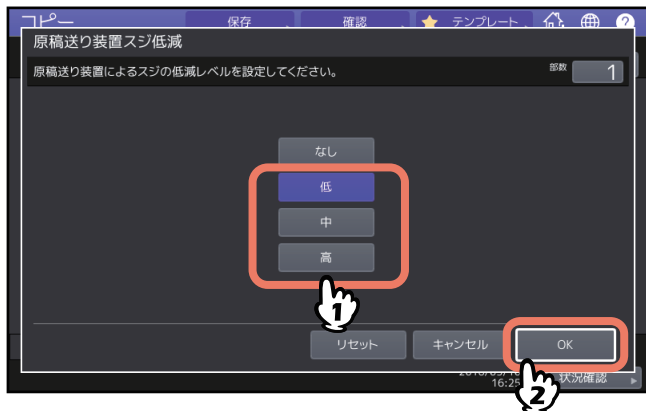 コピー 保存 確認 テンプレート ?
原稿送り装置スジ低減
原稿送り装置によるスジの低減レベルを設定してください。 部数 1
なし
低
中
高
1
リセット キャンセル OK
16:25 状況確認
2